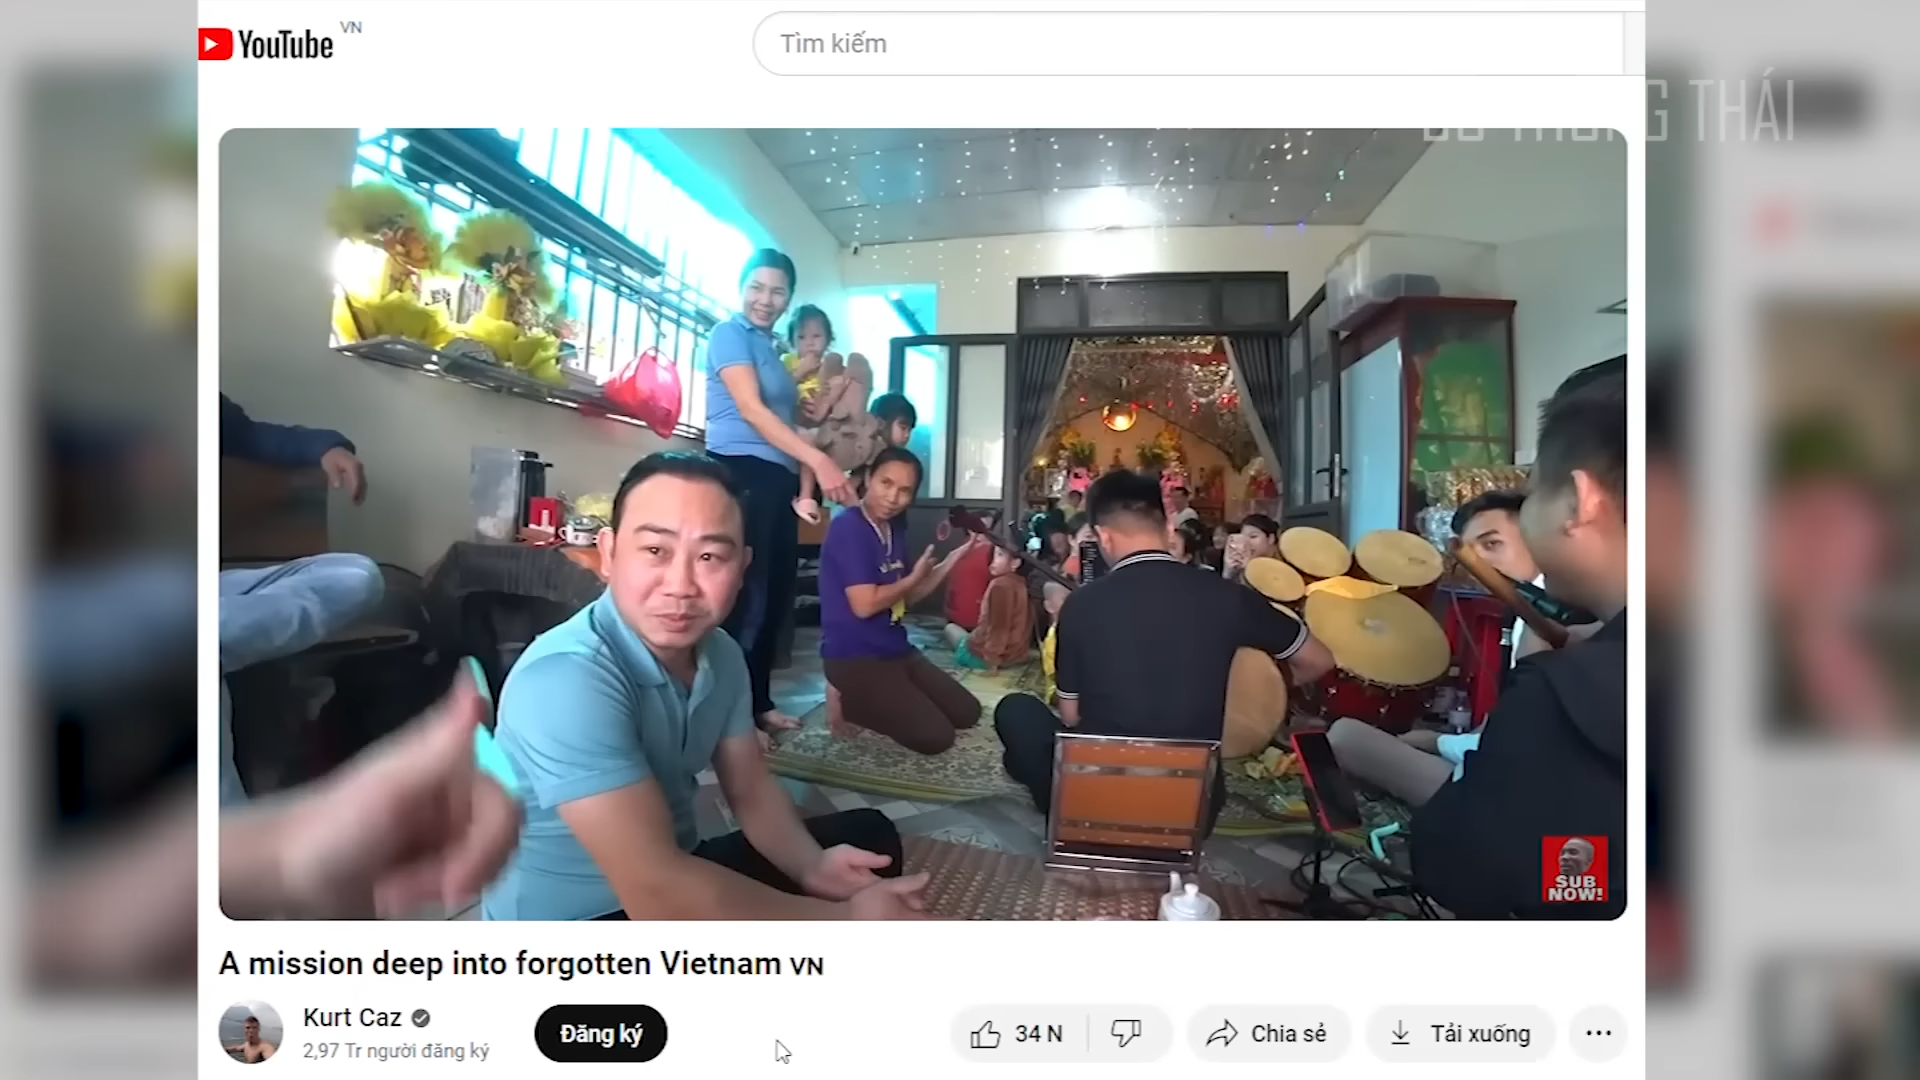 YouTube VN
Tìm kiếm
THÁI
SUB
NOW!
A mission deep into forgotten Vietnam VN
Kurt Caz
2,97 Tr người đăng ký
Đăng ký
34 N
Chia sẻ
Tải xuống